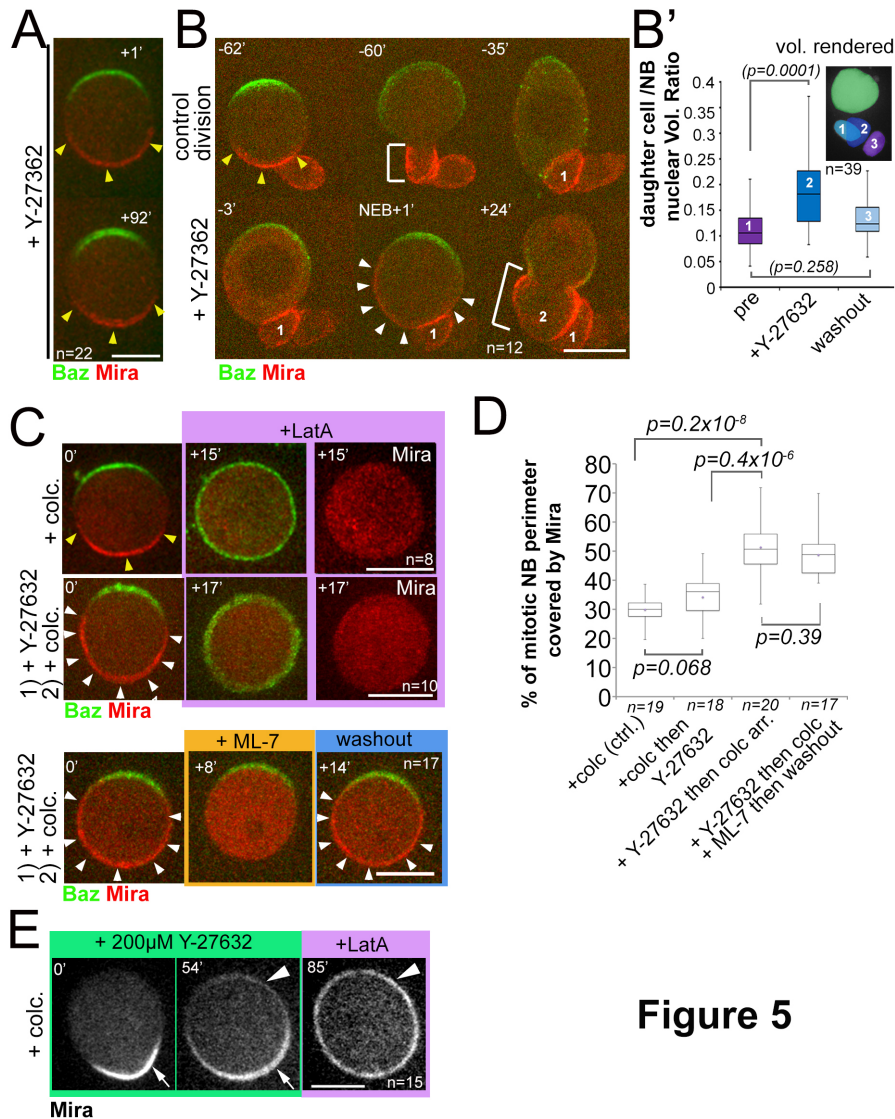 A
+ Y-27362
+1'
+92'
n=22
Baz Mira
B
control division
-62'
-60'
-35'
1
+ Y-27362
-3'
NEB+1'
+24'
1
1
2
1
n=12
Baz Mira
B'
vol. rendered
(p=0.0001)
daughter cell /NB
nuclear Vol. Ratio
0.4
0.35
0.3
0.25
0.2
0.15
0.1
0.05
0
1
2
3
1
2
3
n=39
(p=0.258)
pre
+Y-27632
washout
C
+LatA
+ colc.
0'
+15'
+15'
Mira
n=8
1) + Y-27632
2) + colc.
0'
+17'
+17'
Mira
n=10
Baz Mira
+ ML-7
washout
1) + Y-27632
2) + colc.
0'
+8'
+14'
n=17
Baz Mira
D
p=0.2x10-8
p=0.4x10-6
% of mitotic NB perimeter
covered by Mira
80
70
60
50
40
30
20
10
0
p=0.068
p=0.39
n=19
n=18
n=20
n=17
+colc (ctrl.)
+colc then
Y-27632
+ Y-27632 then colc arr.
+ Y-27632 then colc
+ ML-7 then washout
E
+ 200µM Y-27632
+LatA
+ colc.
0'
54'
85'
n=15
Mira
Figure 5